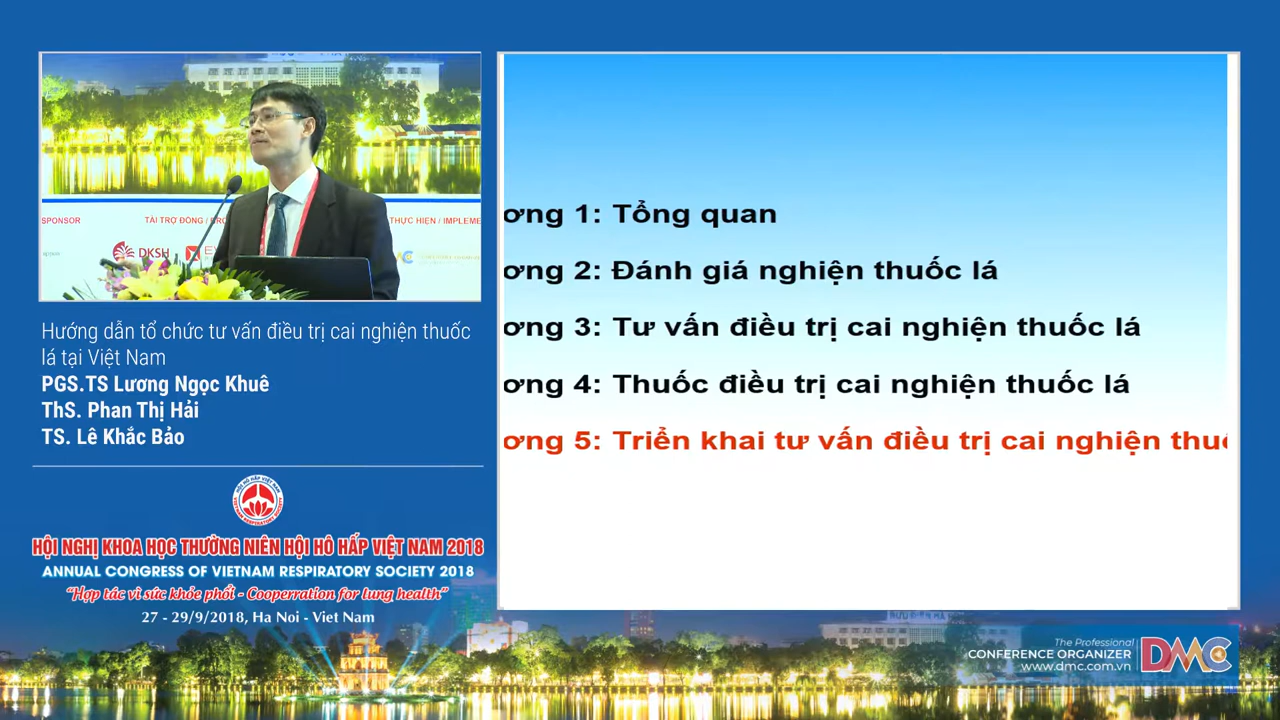 SPONSOR
TÀI TRỢ ĐỒNG / BRO
THỰC HIỆN / IMPLEME
DKSH
Hướng dẫn tổ chức tư vấn điều trị cai nghiện thuốc
lá tại Việt Nam
PGS.TS Lương Ngọc Khuê
ThS. Phan Thị Hải
TS. Lê Khắc Bảo
HỘI NGHỊ KHOA HỌC THƯỜNG NIÊN HỘI HÔ HẤP VIỆT NAM 2018
ANNUAL CONGRESS OF VIETNAM RESPIRATORY SOCIETY 2018
"Hợp tác vì sức khỏe phổi - Cooperration for lung health"
27 - 29/9/2018, Ha Noi - Viet Nam
ơng 1: Tổng quan
ơng 2: Đánh giá nghiện thuốc lá
ơng 3: Tư vấn điều trị cai nghiện thuốc lá
ơng 4: Thuốc điều trị cai nghiện thuốc lá
ơng 5: Triển khai tư vấn điều trị cai nghiện thuố
The Professional
CONFERENCE ORGANIZER
www.dmc.com.vn
DMC